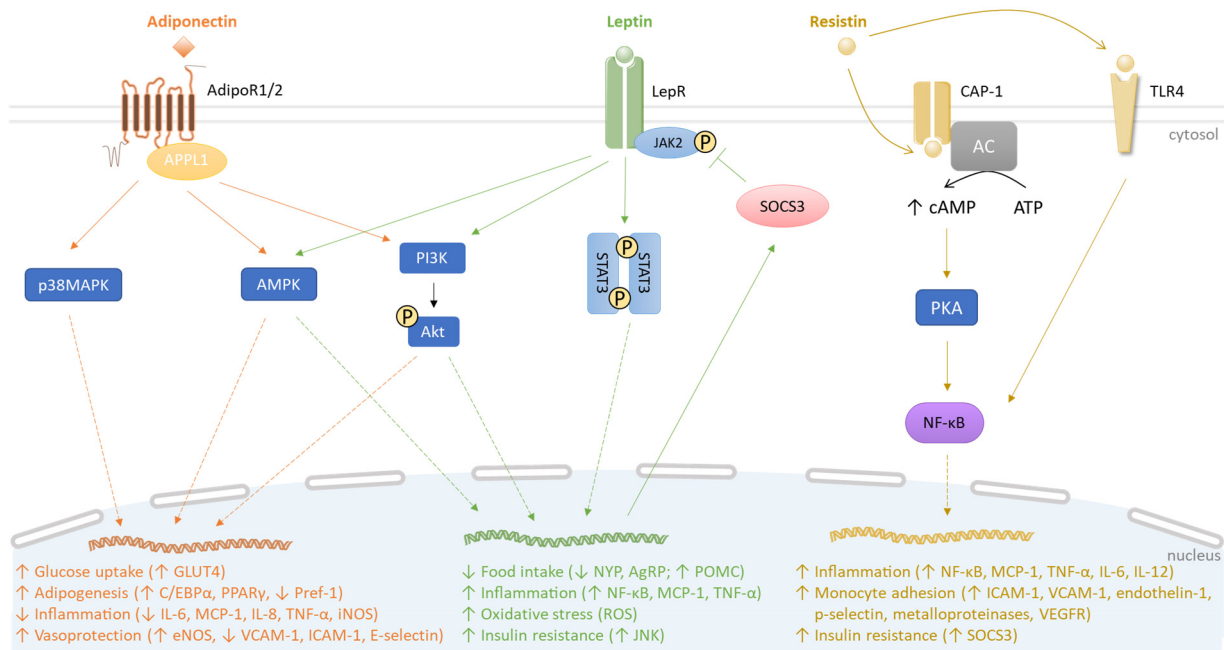 Adiponectin
Leptin
Resistin
AdipoR1/2
LepR
CAP-1
TLR4
cytosol
APPL1
JAK2
P
AC
SOCS3
↑ cAMP
ATP
p38MAPK
AMPK
PI3K
P
Akt
P
STAT3
STAT3
P
PKA
NF-κB
nucleus
↑ Glucose uptake (↑ GLUT4)
↑ Adipogenesis (↑ C/EBPα, PPARγ, ↓ Pref-1)
↓ Inflammation (↓ IL-6, MCP-1, IL-8, TNF-α, iNOS)
↑ Vasoprotection (↑ eNOS, ↓ VCAM-1, ICAM-1, E-selectin)
↓ Food intake (↓ NYP, AgRP; ↑ POMC)
↑ Inflammation (↑ NF-κB, MCP-1, TNF-α)
↑ Oxidative stress (ROS)
↑ Insulin resistance (↑ JNK)
↑ Inflammation (↑ NF-κB, MCP-1, TNF-α, IL-6, IL-12)
↑ Monocyte adhesion (↑ ICAM-1, VCAM-1, endothelin-1,
p-selectin, metalloproteinases, VEGFR)
↑ Insulin resistance (↑ SOCS3)